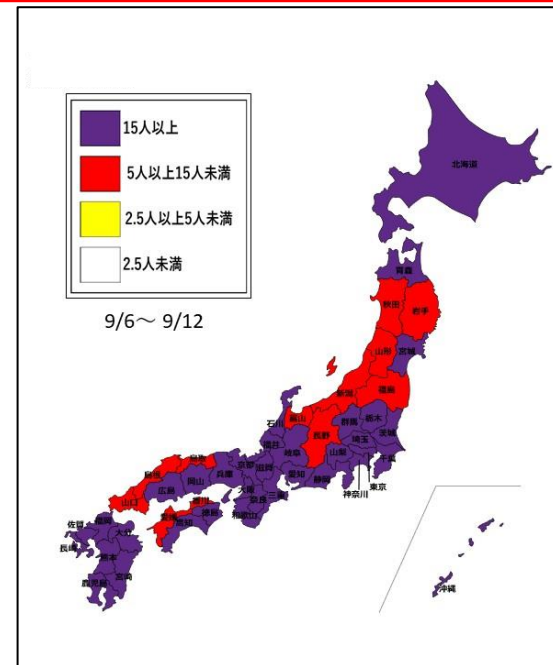 15人以上
5人以上15人未満
2.5人以上5人未満
2.5人未満
9/6～ 9/12
北海道
青森
秋田
岩手
山形
宮城
新潟
福島
石川
富山
長野
群馬
栃木
茨城
福井
岐阜
埼玉
山梨
千葉
東京
神奈川
静岡
愛知
三重
滋賀
京都
奈良
大阪
和歌山
兵庫
鳥取
島根
岡山
広島
山口
香川
徳島
愛媛
高知
福岡
佐賀
長崎
大分
熊本
宮崎
鹿児島
沖縄